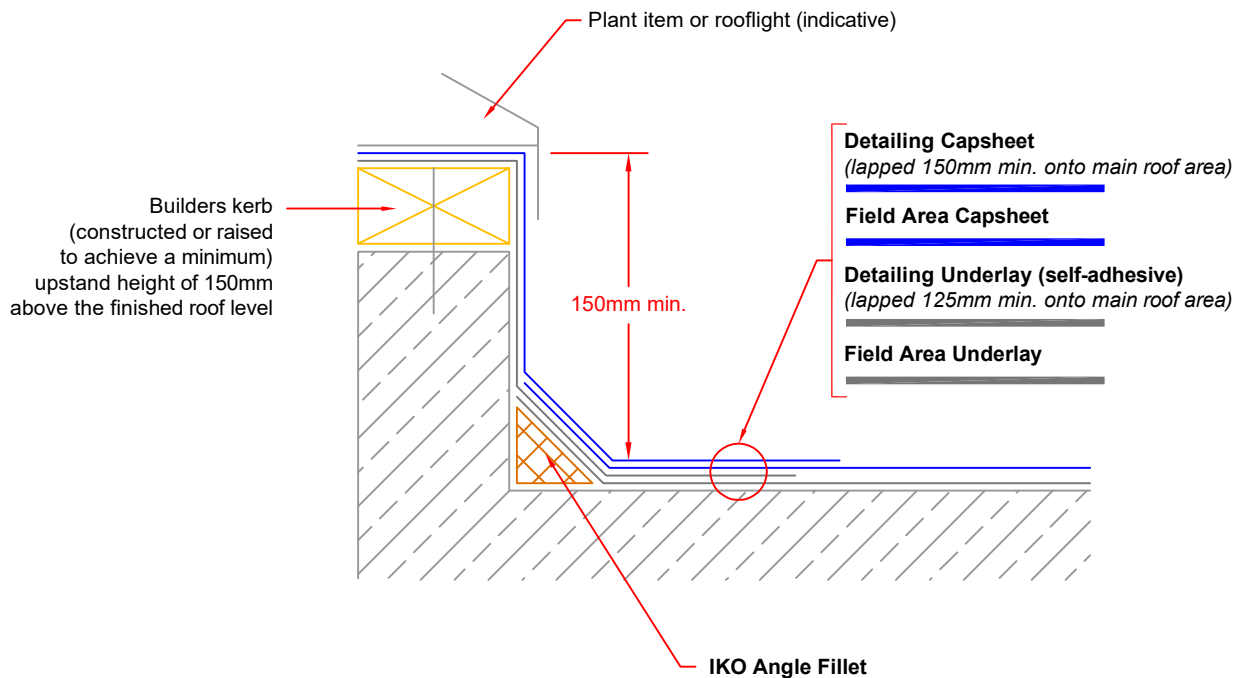 Plant item or rooflight (indicative)
Builders kerb
(constructed or raised
to achieve a minimum)
upstand height of 150mm
above the finished roof level
150mm min.
Detailing Capsheet
(lapped 150mm min. onto main roof area)
Field Area Capsheet
Detailing Underlay (self-adhesive)
(lapped 125mm min. onto main roof area)
Field Area Underlay
IKO Angle Fillet